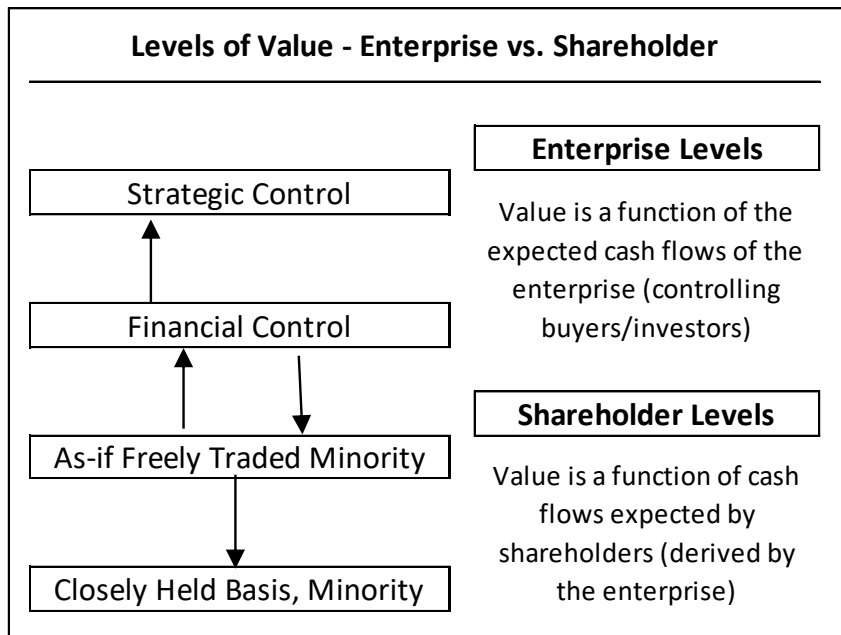 Levels of Value - Enterprise vs. Shareholder
Strategic Control
Financial Control
As-if Freely Traded Minority
Closely Held Basis, Minority
Enterprise Levels
Value is a function of the
expected cash flows of the
enterprise (controlling
buyers/investors)
Shareholder Levels
Value is a function of cash
flows expected by
shareholders (derived by
the enterprise)